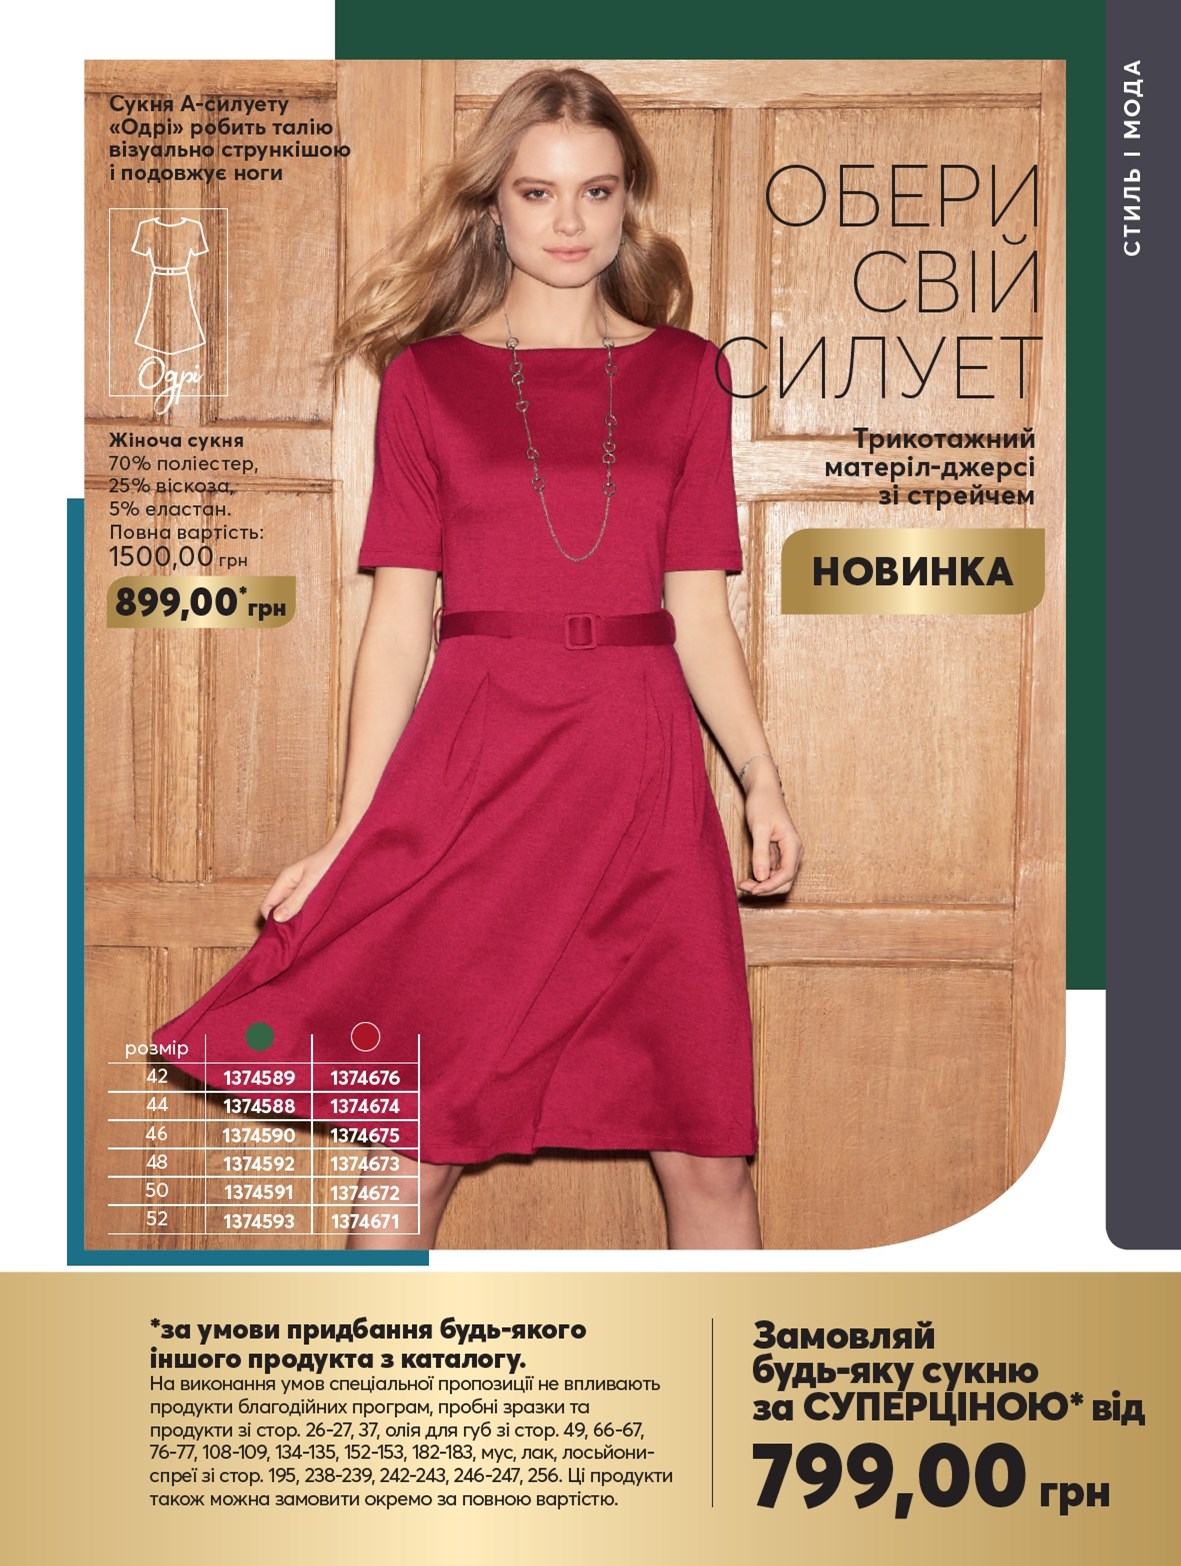 СТИЛЬ І МОДА
Сукня А-силуету
«Одрі» робить талію
візуально стрункішою
і подовжує ноги
Одрі
Жіноча сукня
70% поліестер,
25% віскоза,
5% еластан.
Повна вартість:
1500,00 грн
899,00* грн
ОБЕРИ
СВІЙ
СИЛУЕТ
Трикотажний
матеріл-джерсі
зі стрейчем
НОВИНКА
розмір
42 1374589 1374676
44 1374588 1374674
46 1374590 1374675
48 1374592 1374673
50 1374591 1374672
52 1374593 1374671
*за умови придбання будь-якого
іншого продукта з каталогу.
На виконання умов спеціальної пропозиції не впливають
продукти благодійних програм, пробні зразки та
продукти зі стор. 26-27, 37, олія для губ зі стор. 49, 66-67,
76-77, 108-109, 134-135, 152-153, 182-183, мус, лак, лосьйони-
спреї зі стор. 195, 238-239, 242-243, 246-247, 256. Ці продукти
також можна замовити окремо за повною вартістю.
Замовляй
будь-яку сукню
за СУПЕРЦІНОЮ* від
799,00 грн